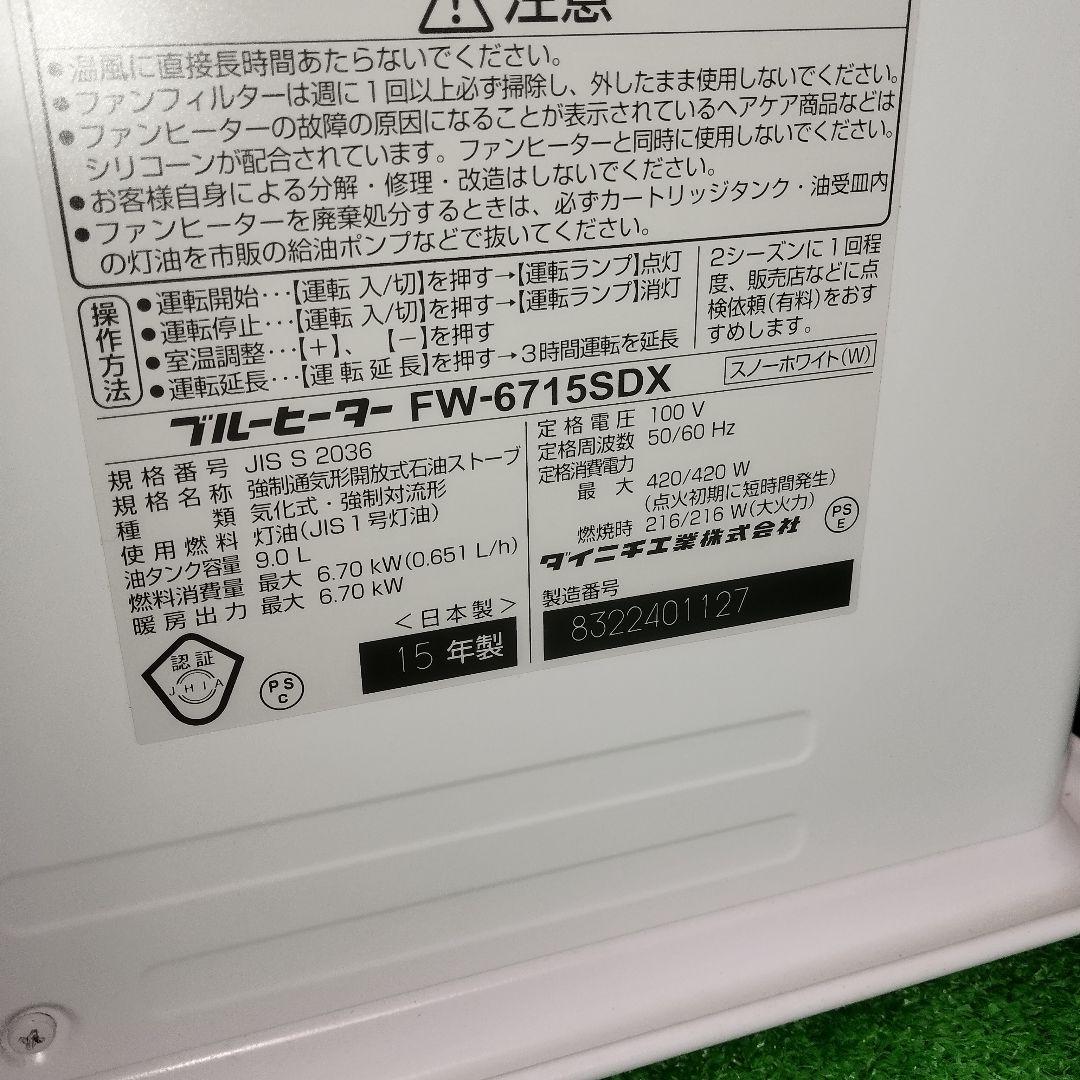 注意
●温風に直接長時間あたらないでください。
●ファンフィルターは週に1回以上必ず掃除し、外したまま使用しないでください。
●ファンヒーターの故障の原因になることが表示されているヘアケア商品などは
シリコーンが配合されています。ファンヒーターと同時に使用しないでください。
●お客様自身による分解・修理・改造はしないでください。
●ファンヒーターを廃棄処分するときは、必ずカートリッジタンク・油受皿内
の灯油を市販の給油ポンプなどで抜いてください。
操作方法
●運転開始…【運転 入/切】を押す→【運転ランプ】点灯
●運転停止…【運転 入/切】を押す→【運転ランプ】消灯
●室温調整…【+】、【−】を押す
●運転延長…【運転延長】を押す→3時間運転を延長
2シーズンに1回程
度、販売店などに点
検依頼(有料)をおす
すめします。
ブルーヒーター FW-6715SDX
スノーホワイト(W)
規格番号 JIS S 2036
規格名称 強制通気形開放式石油ストーブ
種類 気化式・強制対流形
使用燃料 灯油(JIS1号灯油)
油タンク容量 9.0 L
燃料消費量 最大 6.70 kW(0.651 L/h)
暖房出力 最大 6.70 kW
<日本製>
15 年製
認証
JHIA
PS
C
定格電圧 100 V
定格周波数 50/60 Hz
定格消費電力
最大 420/420 W
(点火初期に短時間発生)
燃焼時 216/216 W(大火力)
ダイニチ工業株式会社
PS
E
製造番号
8322401127